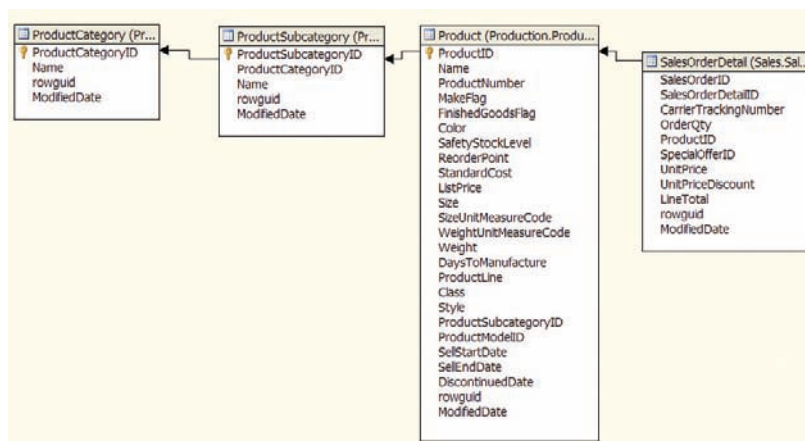 ProductCategory (Pr...
ProductCategoryID
Name
rowguid
ModifiedDate
ProductSubcategory (Pr...
ProductSubcategoryID
ProductCategoryID
Name
rowguid
ModifiedDate
Product (Production.Produ...
ProductID
Name
ProductNumber
MakeFlag
FinishedGoodsFlag
Color
SafetyStockLevel
ReorderPoint
StandardCost
ListPrice
Size
SizeUnitMeasureCode
WeightUnitMeasureCode
Weight
DaysToManufacture
ProductLine
Class
Style
ProductSubcategoryID
ProductModelID
SellStartDate
SellEndDate
DiscontinuedDate
rowguid
ModifiedDate
SalesOrderDetail (Sales.Sal...
SalesOrderID
SalesOrderDetailID
CarrierTrackingNumber
OrderQty
ProductID
SpecialOfferID
UnitPrice
UnitPriceDiscount
LineTotal
rowguid
ModifiedDate